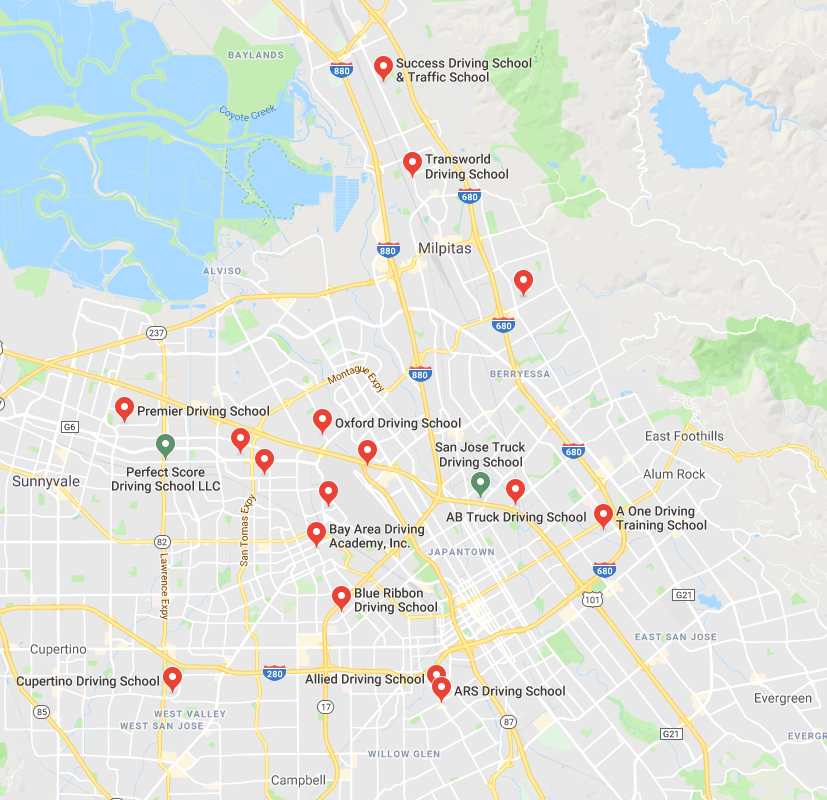 BAYLANDS
880
Success Driving School
& Traffic School
Coyote Creek
Transworld
Driving School
680
880
Milpitas
ALVISO
680
237
880
Montague Expy
BERRYESSA
Premier Driving School
G6
Oxford Driving School
East Foothills
San Jose Truck
Driving School
680
Perfect Score
Driving School LLC
Sunnyvale
Alum Rock
San Tomas Expy
AB Truck Driving School
A One Driving
Training School
Bay Area Driving
Academy, Inc.
82
JAPANTOWN
Lawrence Expy
680
Blue Ribbon
Driving School
101
G21
EAST SAN JOSE
Cupertino
Cupertino Driving School
280
Allied Driving School
ARS Driving School
Evergreen
85
WEST VALLEY
WEST SAN JOSE
17
87
G21
EVERGR
WILLOW GLEN
Campbell